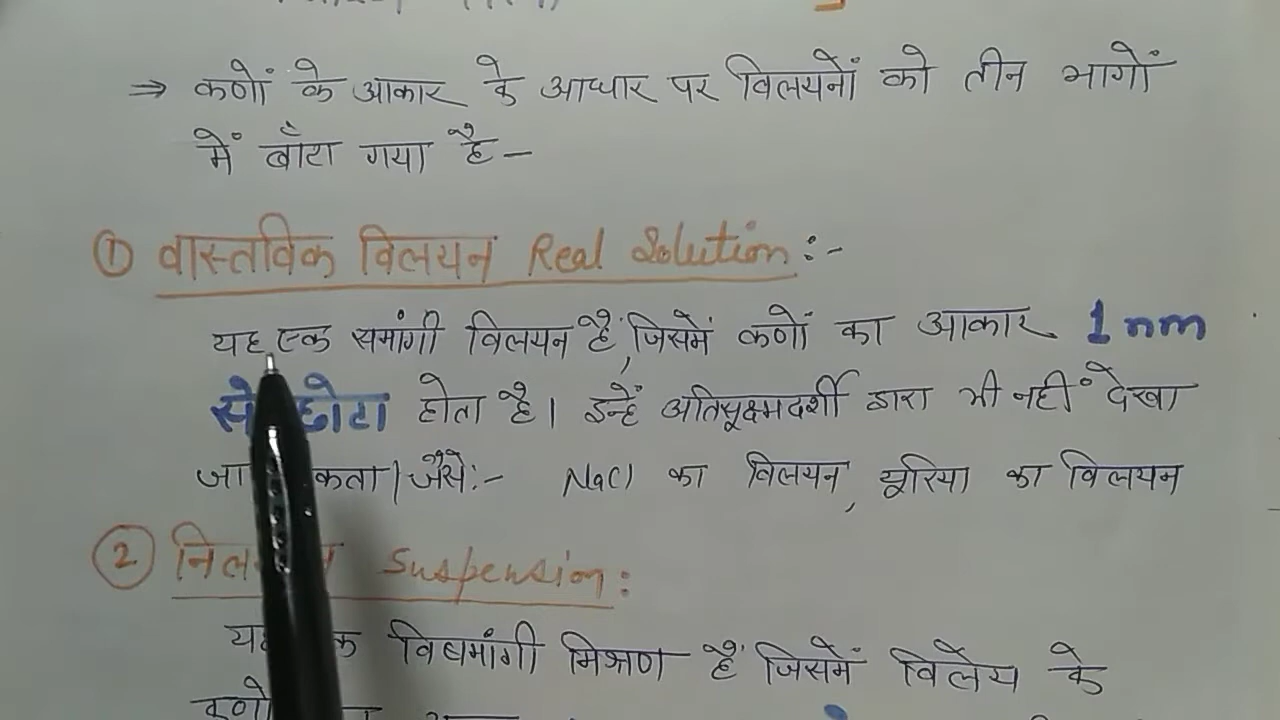 ⇒ कणों के आकार के आधार पर विलयनों को तीन भागों
में बाँटा गया है –
① वास्तविक विलयन Real Solution :-
यह एक समांगी विलयन है, जिसमें कणों का आकार 1 nm
से छोटा होता है। इन्हें अतिसूक्ष्मदर्शी द्वारा भी नहीं देखा
जा कता। जैसे:- NaCl का विलयन, यूरिया का विलयन
② Suspension :
विषमांगी मिश्रण है जिसमें विलेय के